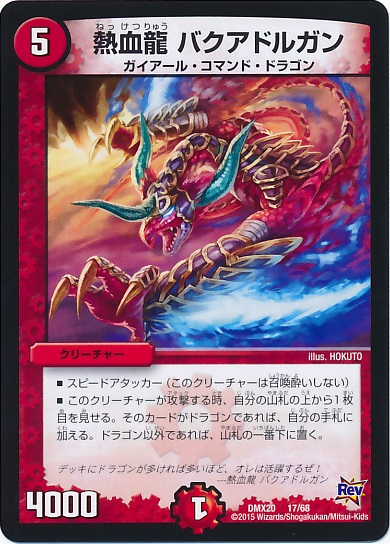 5
ねっけつりゅう
熱血龍 バクアドルガン
ガイアール・コマンド・ドラゴン
クリーチャー
illus. HOKUTO
■ スピードアタッカー (このクリーチャーは召喚酔いしない)
■ このクリーチャーが攻撃する時、自分の山札の上から1枚
目を見せる。そのカードがドラゴンであれば、自分の手札に
加える。ドラゴン以外であれば、山札の一番下に置く。
デッキにドラゴンが多ければ多いほど、オレは活躍するぜ!
---熱血龍 バクアドルガン
4000
1
Rev
DMX20 17/68
©2015 Wizards/Shogakukan/Mitsui-Kids